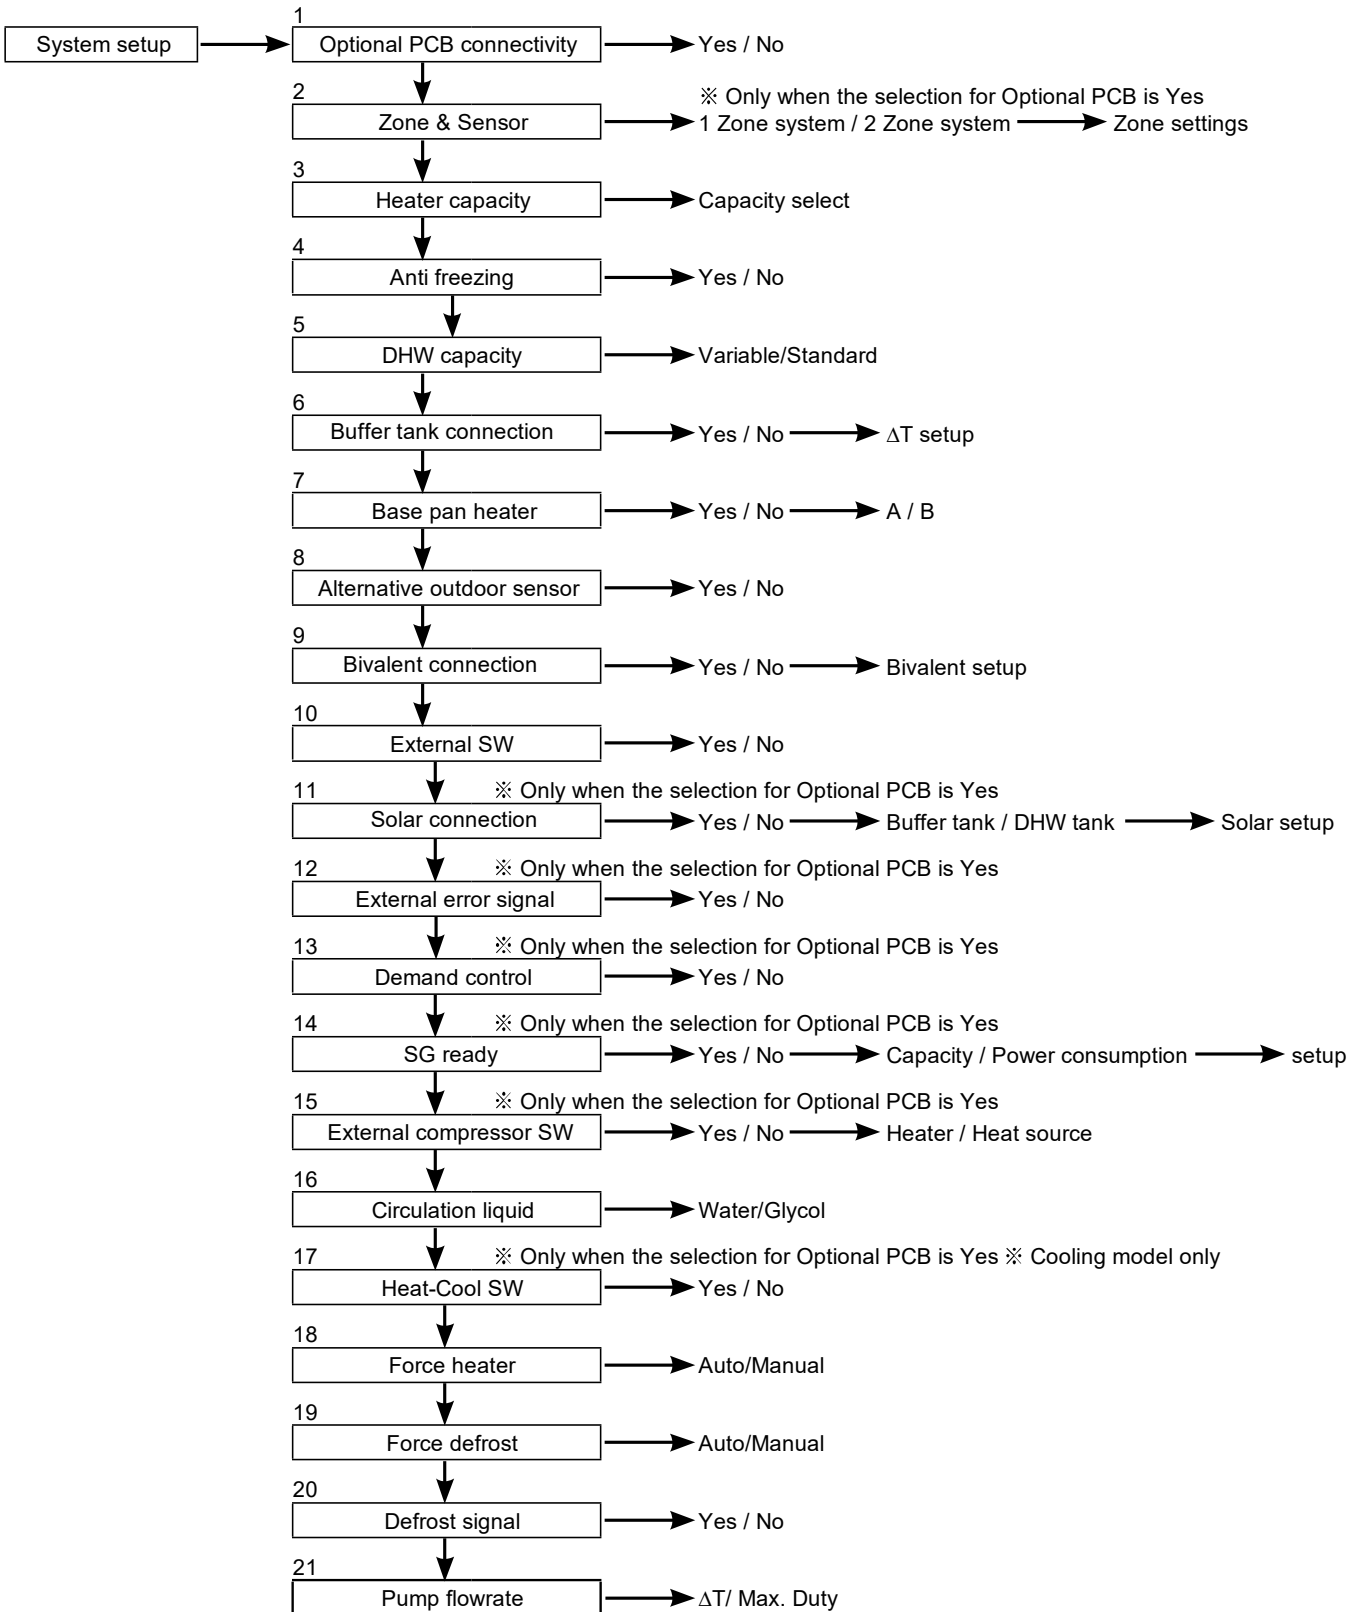 1
System setup
Optional PCB connectivity
Yes / No
2
※ Only when the selection for Optional PCB is Yes
Zone & Sensor
1 Zone system / 2 Zone system
Zone settings
3
Heater capacity
Capacity select
4
Anti freezing
Yes / No
5
DHW capacity
Variable/Standard
6
Buffer tank connection
Yes / No
ΔT setup
7
Base pan heater
Yes / No
A / B
8
Alternative outdoor sensor
Yes / No
9
Bivalent connection
Yes / No
Bivalent setup
10
External SW
Yes / No
11
※ Only when the selection for Optional PCB is Yes
Solar connection
Yes / No
Buffer tank / DHW tank
Solar setup
12
※ Only when the selection for Optional PCB is Yes
External error signal
Yes / No
13
※ Only when the selection for Optional PCB is Yes
Demand control
Yes / No
14
※ Only when the selection for Optional PCB is Yes
SG ready
Yes / No
Capacity / Power consumption
setup
15
※ Only when the selection for Optional PCB is Yes
External compressor SW
Yes / No
Heater / Heat source
16
Circulation liquid
Water/Glycol
17
※ Only when the selection for Optional PCB is Yes ※ Cooling model only
Heat-Cool SW
Yes / No
18
Force heater
Auto/Manual
19
Force defrost
Auto/Manual
20
Defrost signal
Yes / No
21
Pump flowrate
ΔT/ Max. Duty